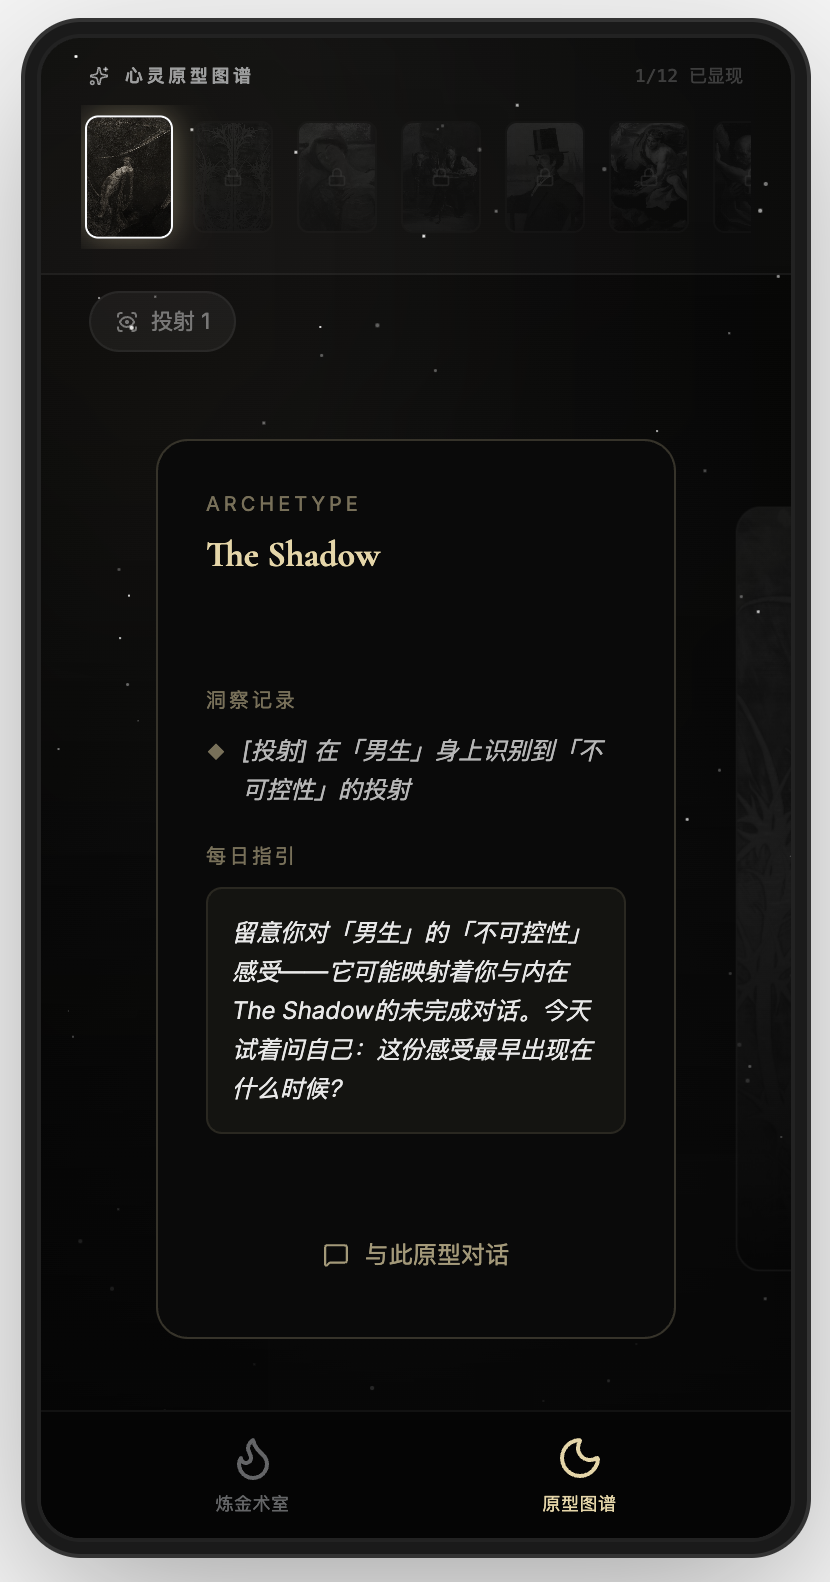 心灵原型图谱
1/12 已显现
投射 1
ARCHETYPE
The Shadow
洞察记录
◆ [投射] 在「男生」身上识别到「不
可控性」的投射
每日指引
留意你对「男生」的「不可控性」
感受——它可能映射着你与内在
The Shadow的未完成对话。今天
试着问自己：这份感受最早出现在
什么时候？
与此原型对话
炼金术室
原型图谱